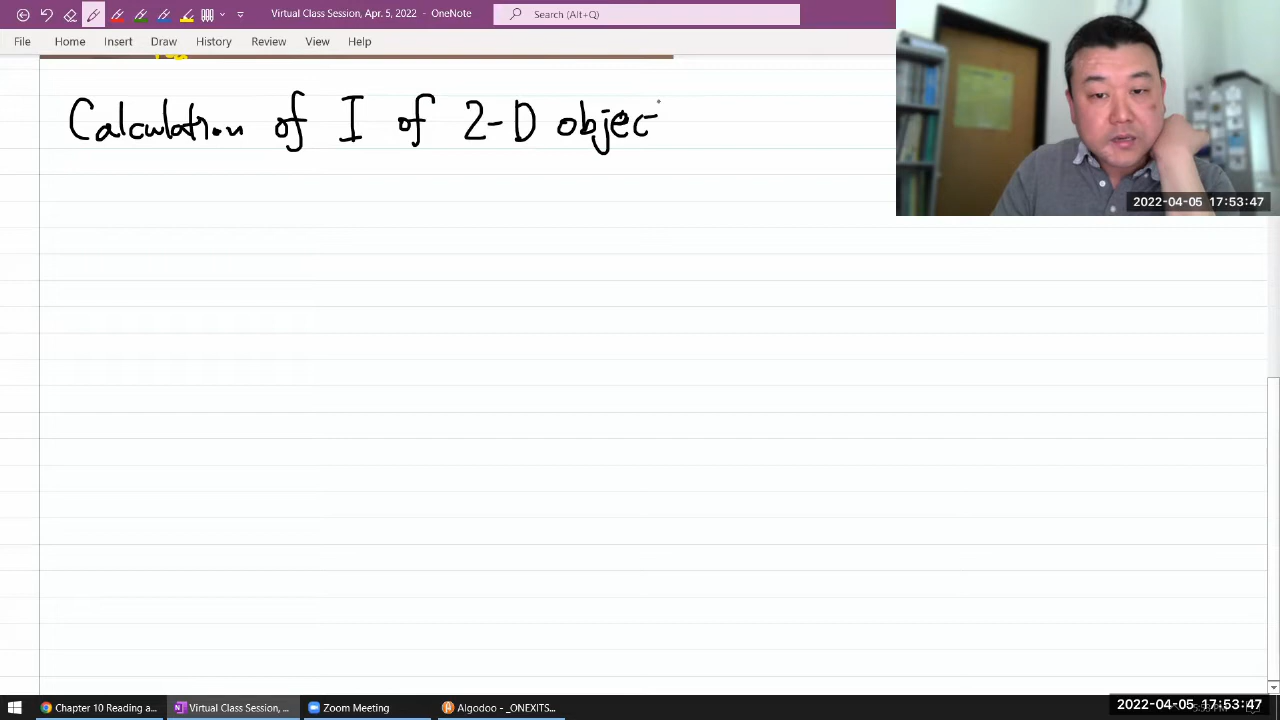 Virtual Class Session, Apr. 5, 2022 - OneNote
Search (Alt+Q)
File Home Insert Draw History Review View Help
Calculation of I of 2-D objec
2022-04-05 17:53:47
Chapter 10 Reading a...
Virtual Class Session, ...
Zoom Meeting
Algodoo - _ONEXITS...
2022-04-05 17:53:47